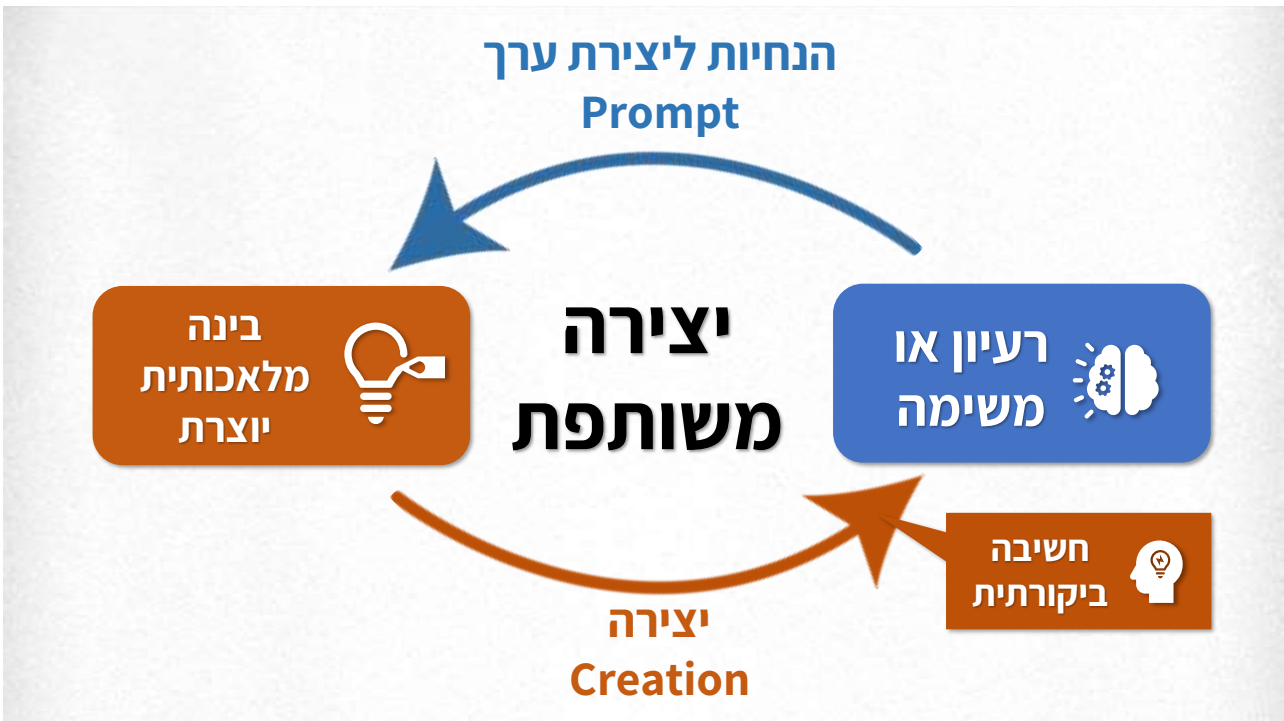 הנחיות ליצירת ערך
Prompt
רעיון או
משימה
יצירה
משותפת
בינה
מלאכותית
יוצרת
חשיבה
ביקורתית
יצירה
Creation